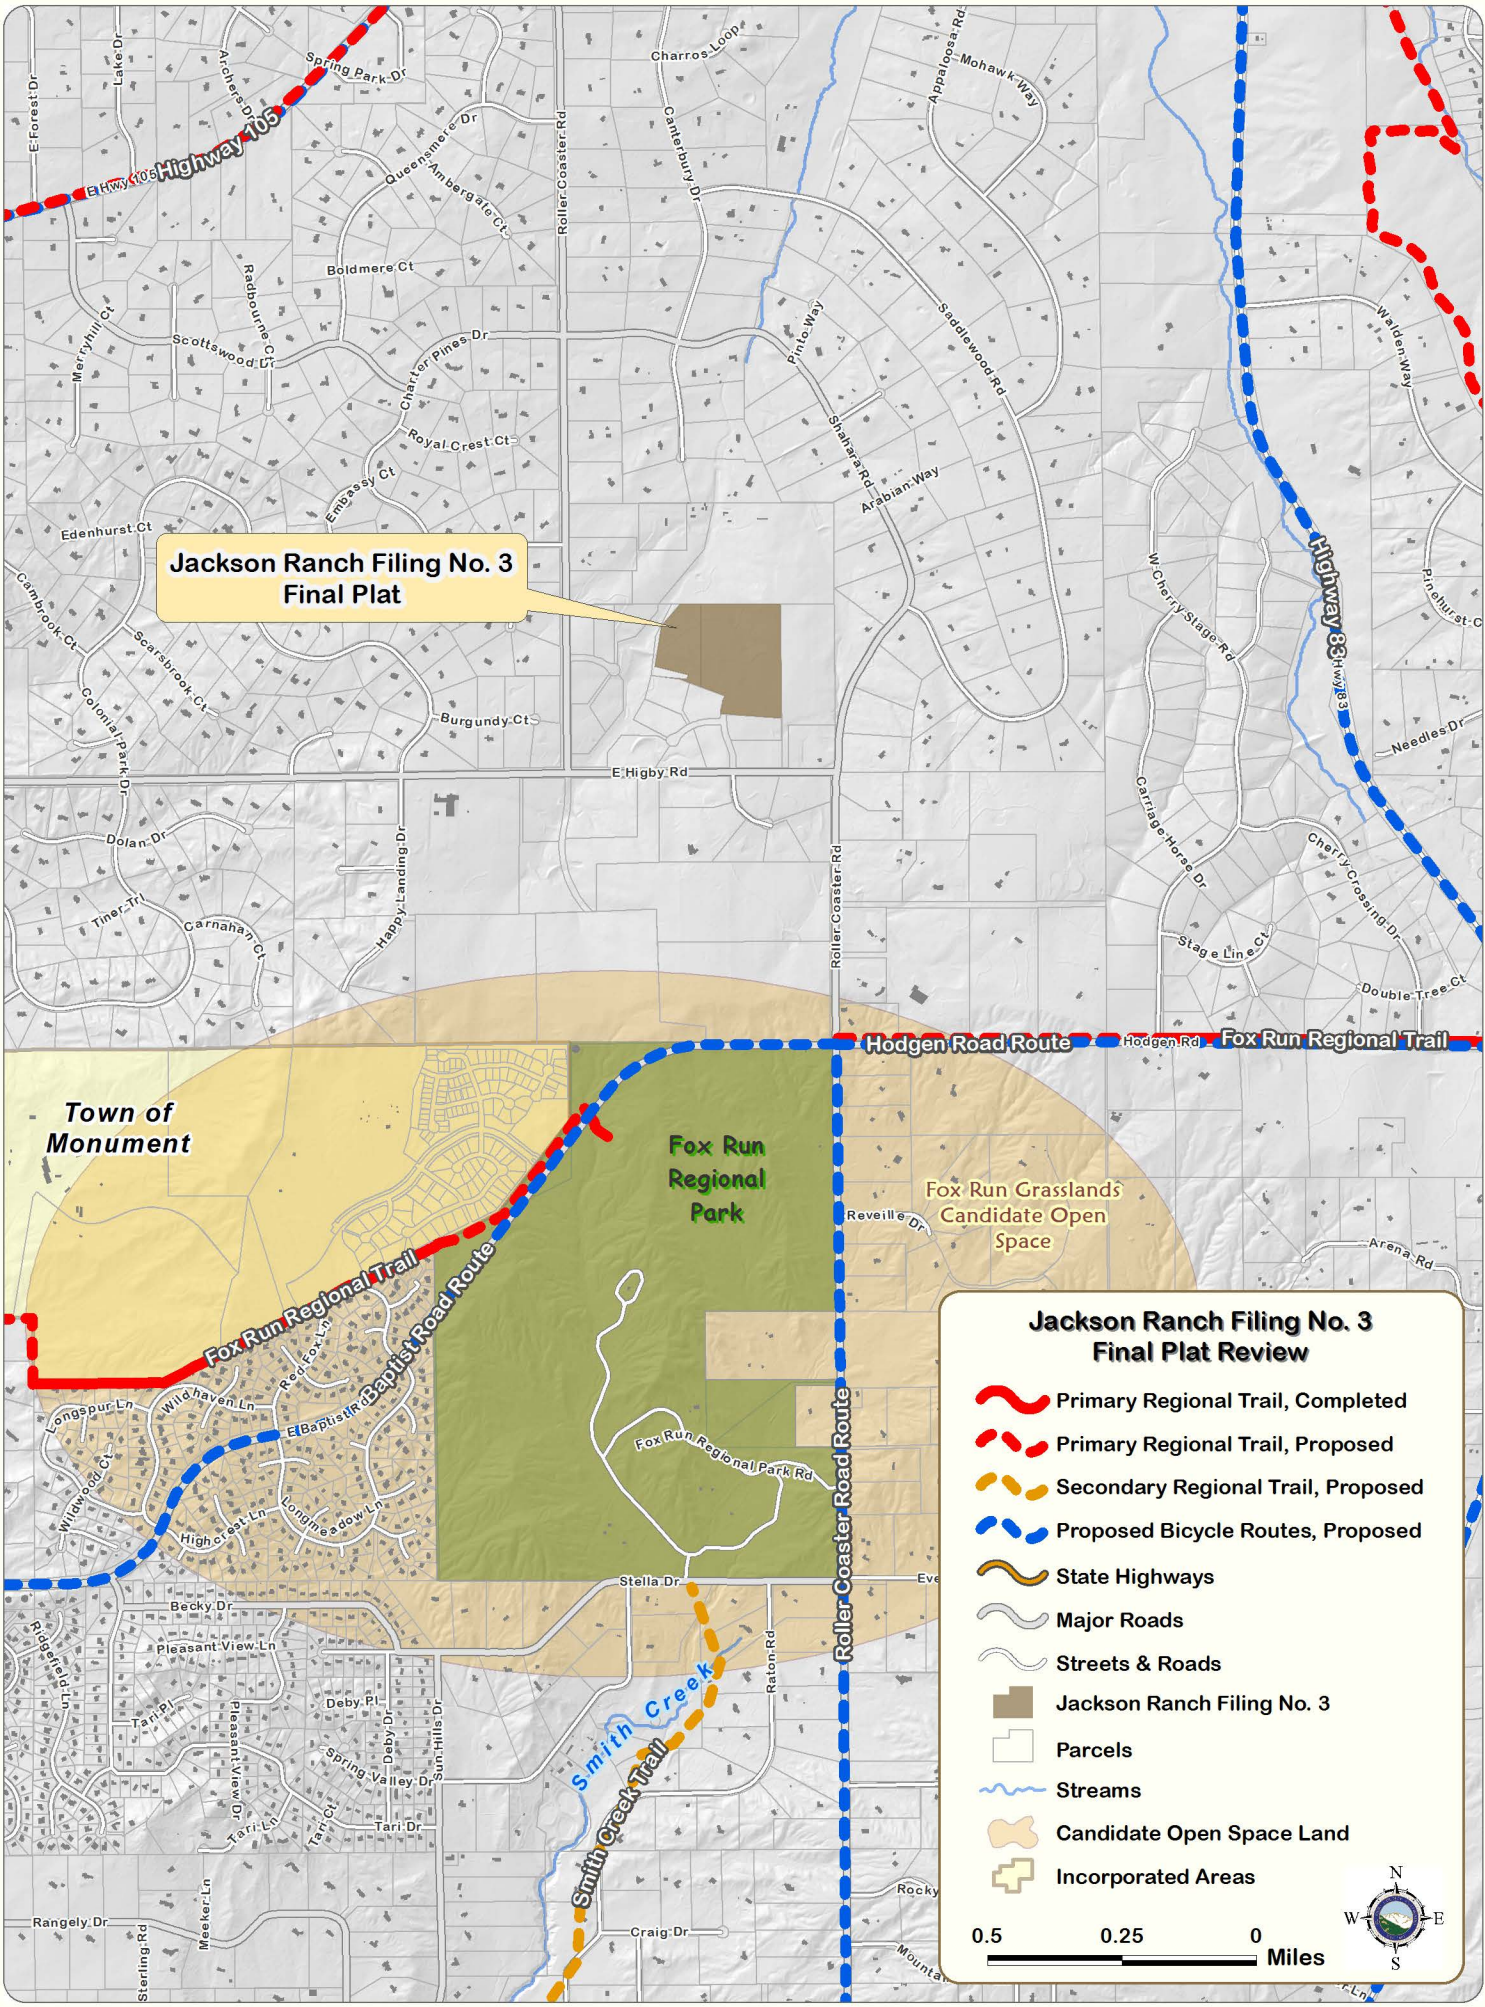 E Forest Dr
Lake Dr
Archers Dr
Spring Park Dr
Charros Loop
Appaloosa Rd
Mohawk Way
Highway 105
E Hwy 105
Queensmere Dr
Ambergate Ct
Roller Coaster Rd
Canterbury Dr
Boldmere Ct
Radbourne Ct
Merryhill Ct
Scottswood Dr
Charter Pines Dr
Pinto Way
Saddlewood Rd
Walden Way
Royal Crest Ct
Embassy Ct
Shahara Rd
Arabian Way
Edenhurst Ct
Jackson Ranch Filing No. 3
Final Plat
Highway 83
Hwy 83
Pinehurst C
Cambrook Ct
Scarsbrook Ct
W Cherry Stage Rd
Colonial Park Dr
Burgundy Ct
Needles Dr
E Higby Rd
Dolan Dr
Happy Landing Dr
Carriage Horse Dr
Cherry Crossing Dr
Tiner Trl
Carnahan Ct
Roller Coaster Rd
Stage Line Ct
Double Tree Ct
Hodgen Road Route
Hodgen Rd
Fox Run Regional Trail
Town of
Monument
Fox Run
Regional
Park
Fox Run Grasslands
Candidate Open
Space
Reveille Dr
Arena Rd
Fox Run Regional Trail
Baptist Road Route
Red Fox Ln
Longspur Ln
Wildhaven Ln
E Baptist Rd
Wildwood Ct
Highcrest Ln
Longmeadow Ln
Fox Run Regional Park Rd
Roller Coaster Road Route
Stella Dr
Eve
Becky Dr
Ridgefield Ln
Pleasant View Ln
Raton Rd
Smith Creek
Tari Pl
Deby Pl
Deby Dr
Sun Hills Dr
Pleasant View Dr
Spring Valley Dr
Smith Creek Trail
Tari Ln
Tari Ct
Tari Dr
Meeker Ln
Rangely Dr
Sterling Rd
Craig Dr
Rocky
Mountai
r Ln
Jackson Ranch Filing No. 3
Final Plat Review
Primary Regional Trail, Completed
Primary Regional Trail, Proposed
Secondary Regional Trail, Proposed
Proposed Bicycle Routes, Proposed
State Highways
Major Roads
Streets & Roads
Jackson Ranch Filing No. 3
Parcels
Streams
Candidate Open Space Land
Incorporated Areas
N
W E
S
0.5 0.25 0
Miles